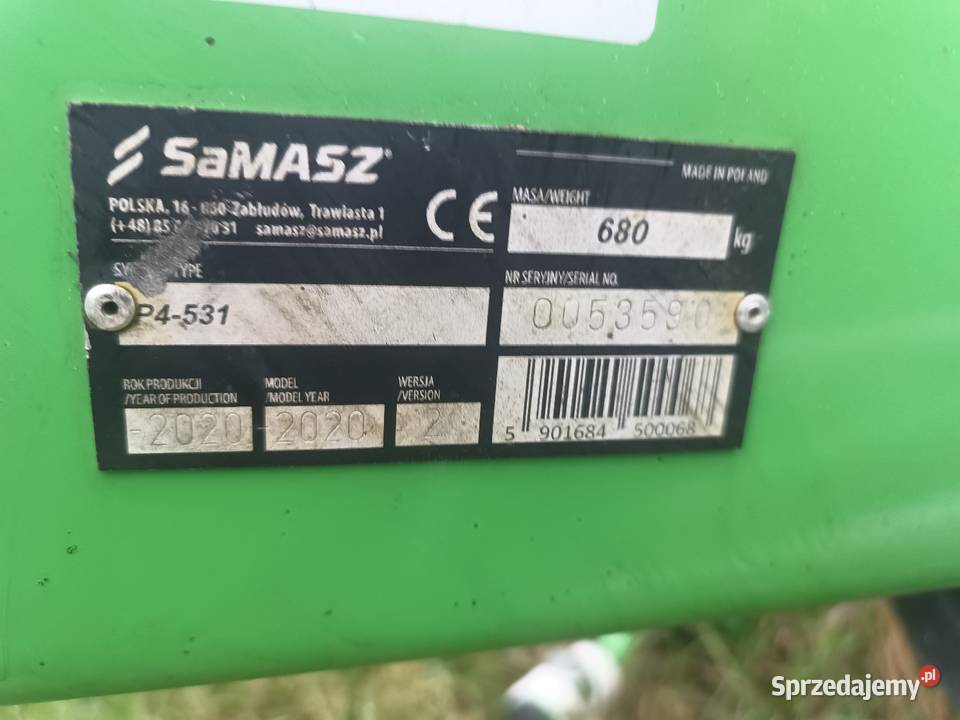 SaMASZ
MADE IN POLAND
POLSKA, 16 - Zabłudów, Trawiasta 1
(+48) 85 samasz@samasz.pl
CE
MASA/WEIGHT
680 kg
/TYPE
P4-531
NR SERYJNY/SERIAL NO.
0053590
ROK PRODUKCJI
/YEAR OF PRODUCTION
-2020
MODEL
/MODEL YEAR
-2020
WERSJA
/VERSION
2
5 901684 500068
Sprzedajemy.pl